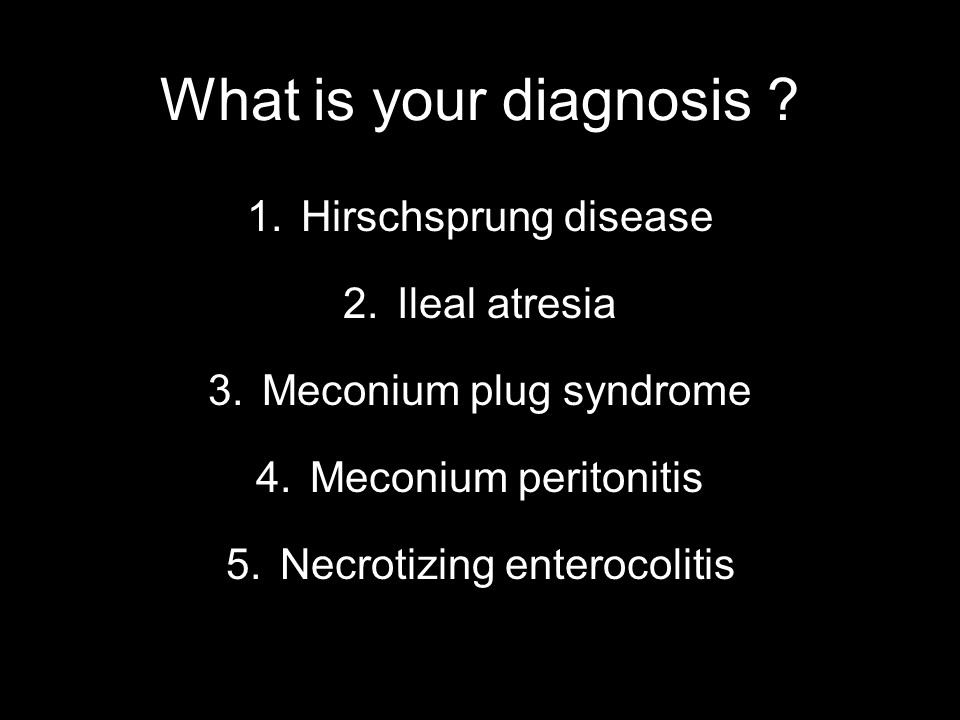 What is your diagnosis ?
1. Hirschsprung disease
2. Ileal atresia
3. Meconium plug syndrome
4. Meconium peritonitis
5. Necrotizing enterocolitis